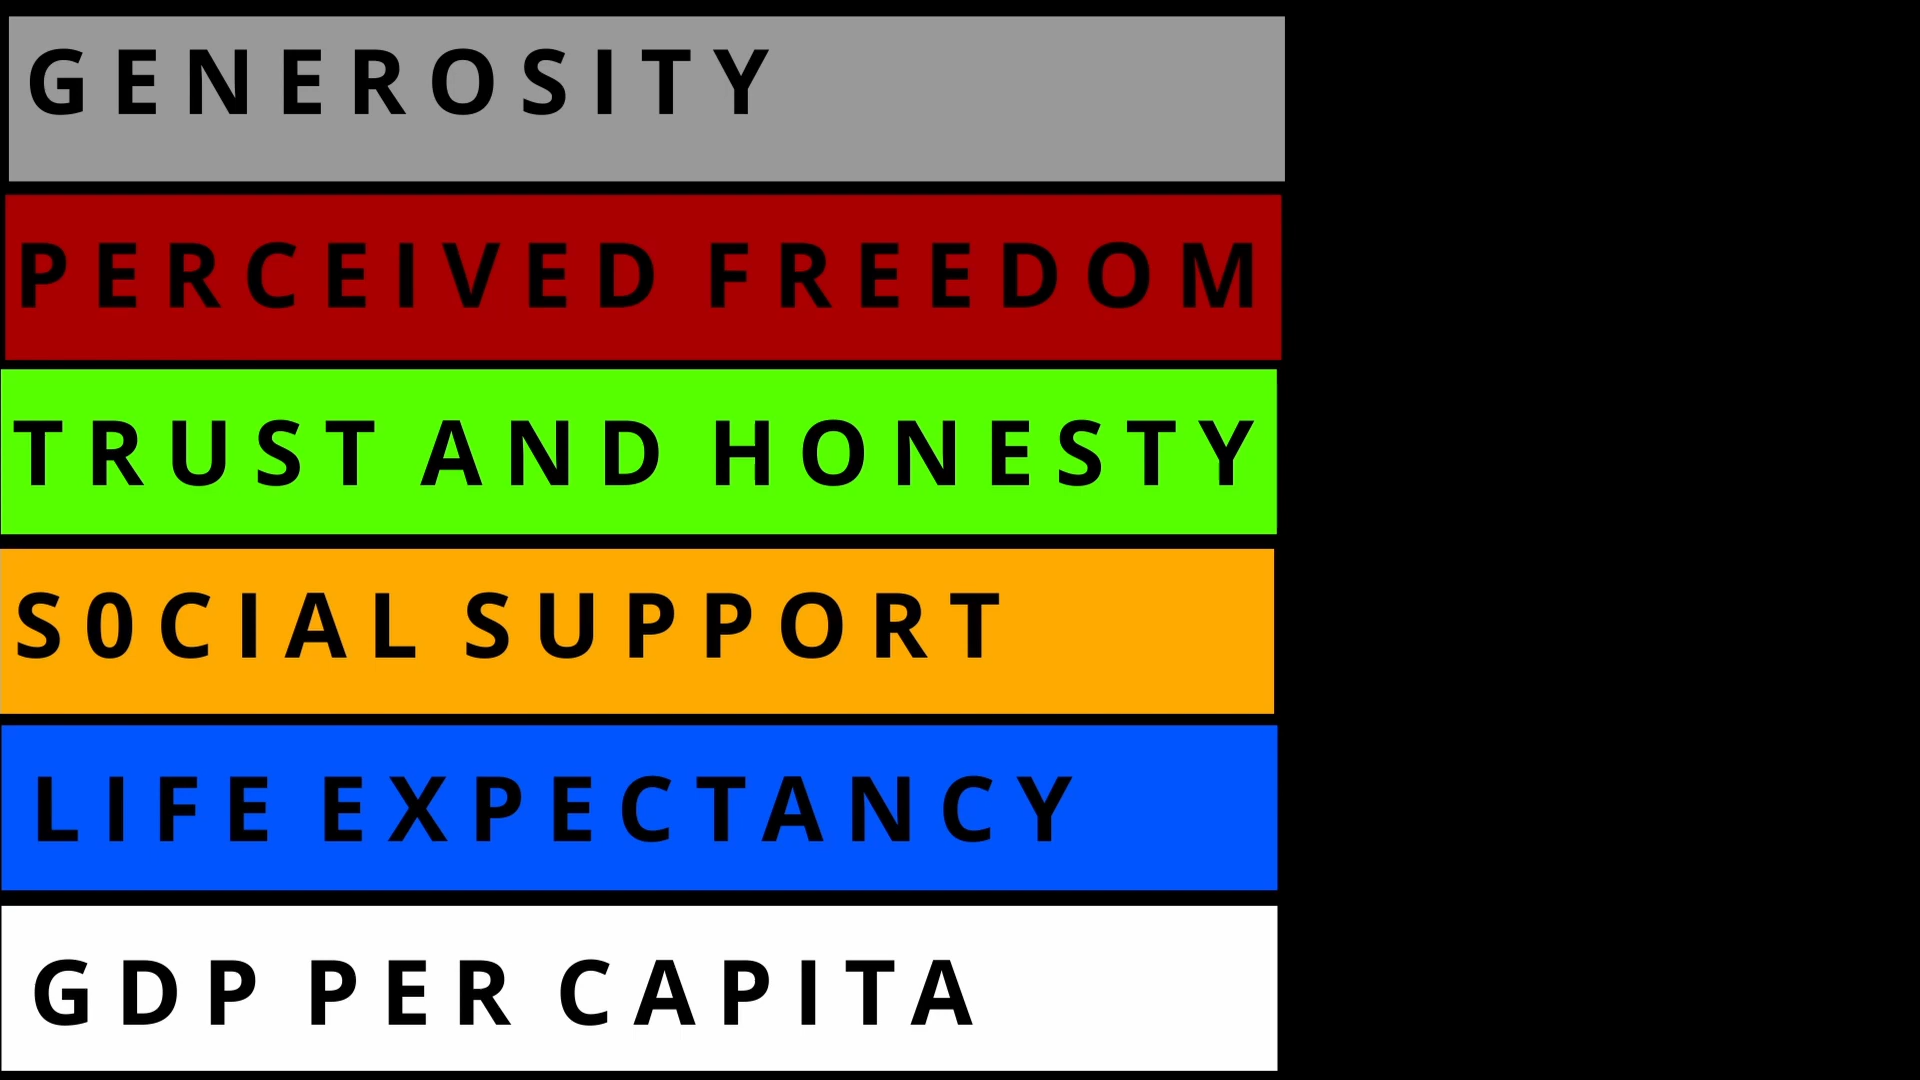 GENEROSITY
PERCEIVED FREEDOM
TRUST AND HONESTY
S0CIAL SUPPORT
LIFE EXPECTANCY
GDP PER CAPITA